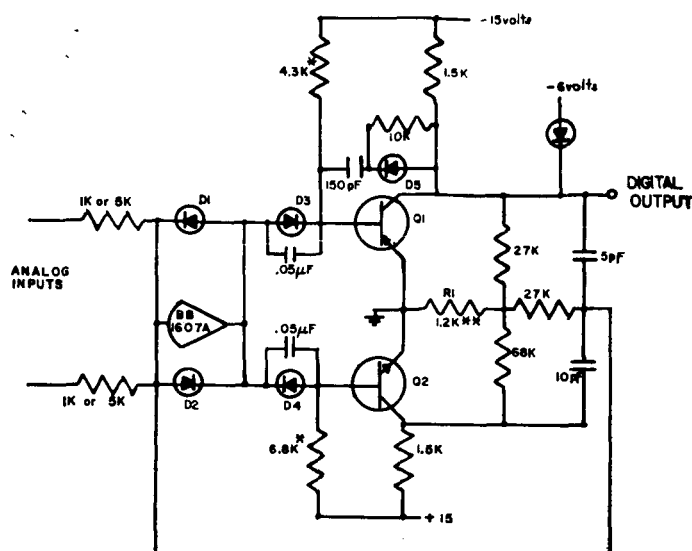 -15volts
4.3K*
1.5K
-6volts
10K
150pF
D5
1K or 5K
D1
D3
Q1
DIGITAL
OUTPUT
27K
5pF
.05µF
ANALOG
INPUTS
BB
1607A
R1
27K
1.2K**
.05µF
68K
10pF
Q2
1K or 5K
D2
D4
6.8K*
1.5K
+15